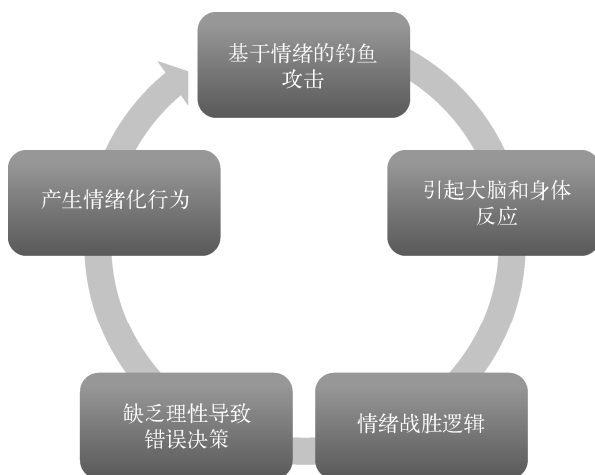 基于情绪的钓鱼
攻击
引起大脑和身体
反应
情绪战胜逻辑
缺乏理性导致
错误决策
产生情绪化行为